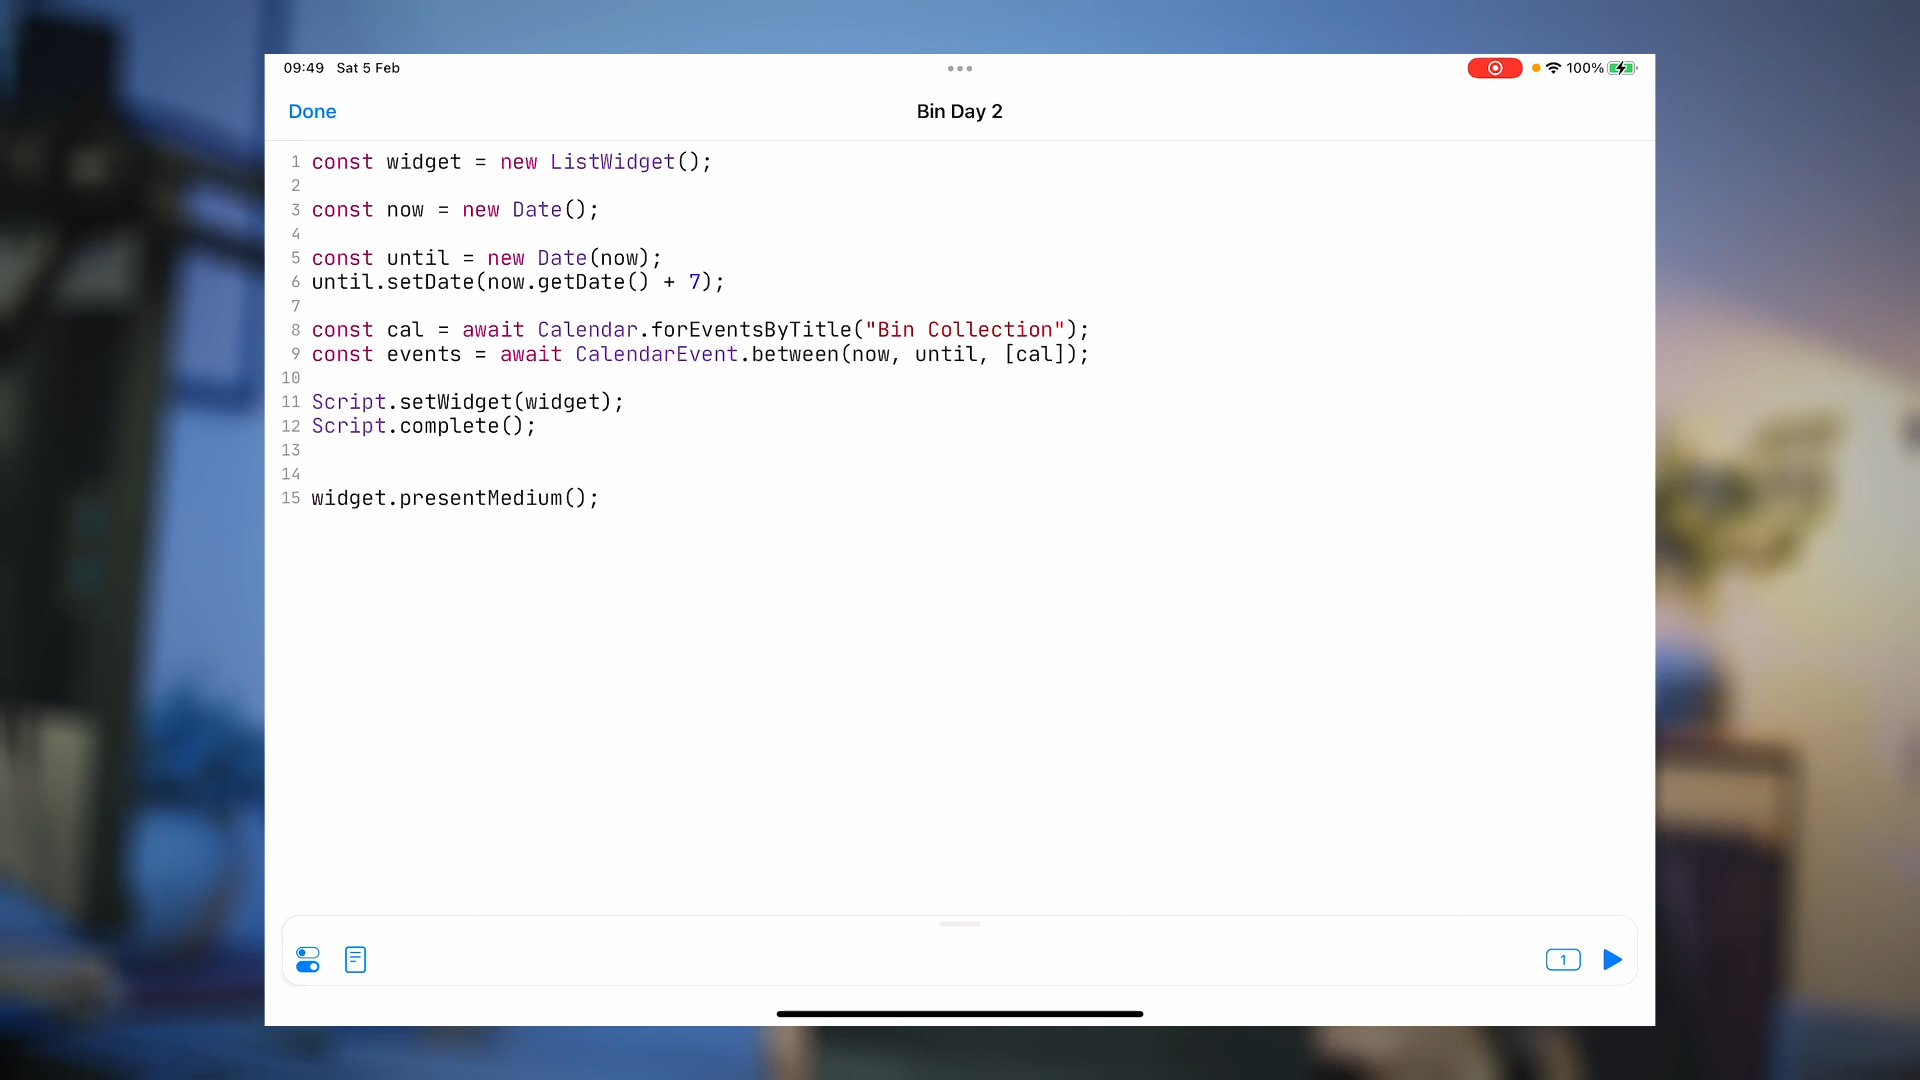 09:49 Sat 5 Feb
100%
Done
Bin Day 2
1 const widget = new ListWidget();
2
3 const now = new Date();
4
5 const until = new Date(now);
6 until.setDate(now.getDate() + 7);
7
8 const cal = await Calendar.forEventsByTitle("Bin Collection");
9 const events = await CalendarEvent.between(now, until, [cal]);
10
11 Script.setWidget(widget);
12 Script.complete();
13
14
15 widget.presentMedium();
1